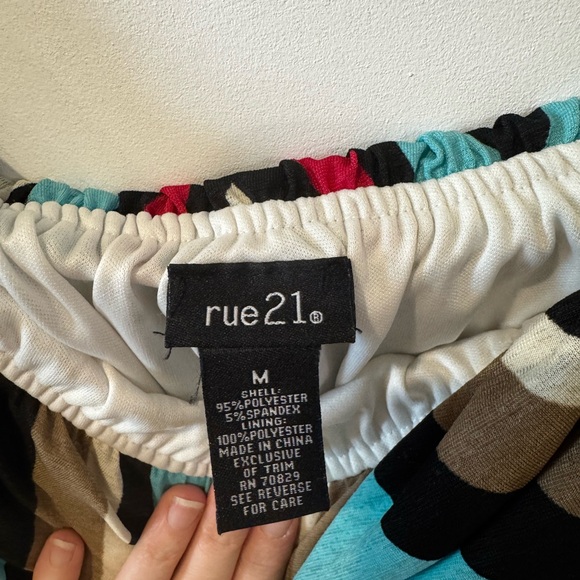 rue21®
M
SHELL:
95%POLYESTER
5%SPANDEX
LINING:
100%POLYESTER
MADE IN CHINA
EXCLUSIVE
OF TRIM
RN 70829
SEE REVERSE
FOR CARE